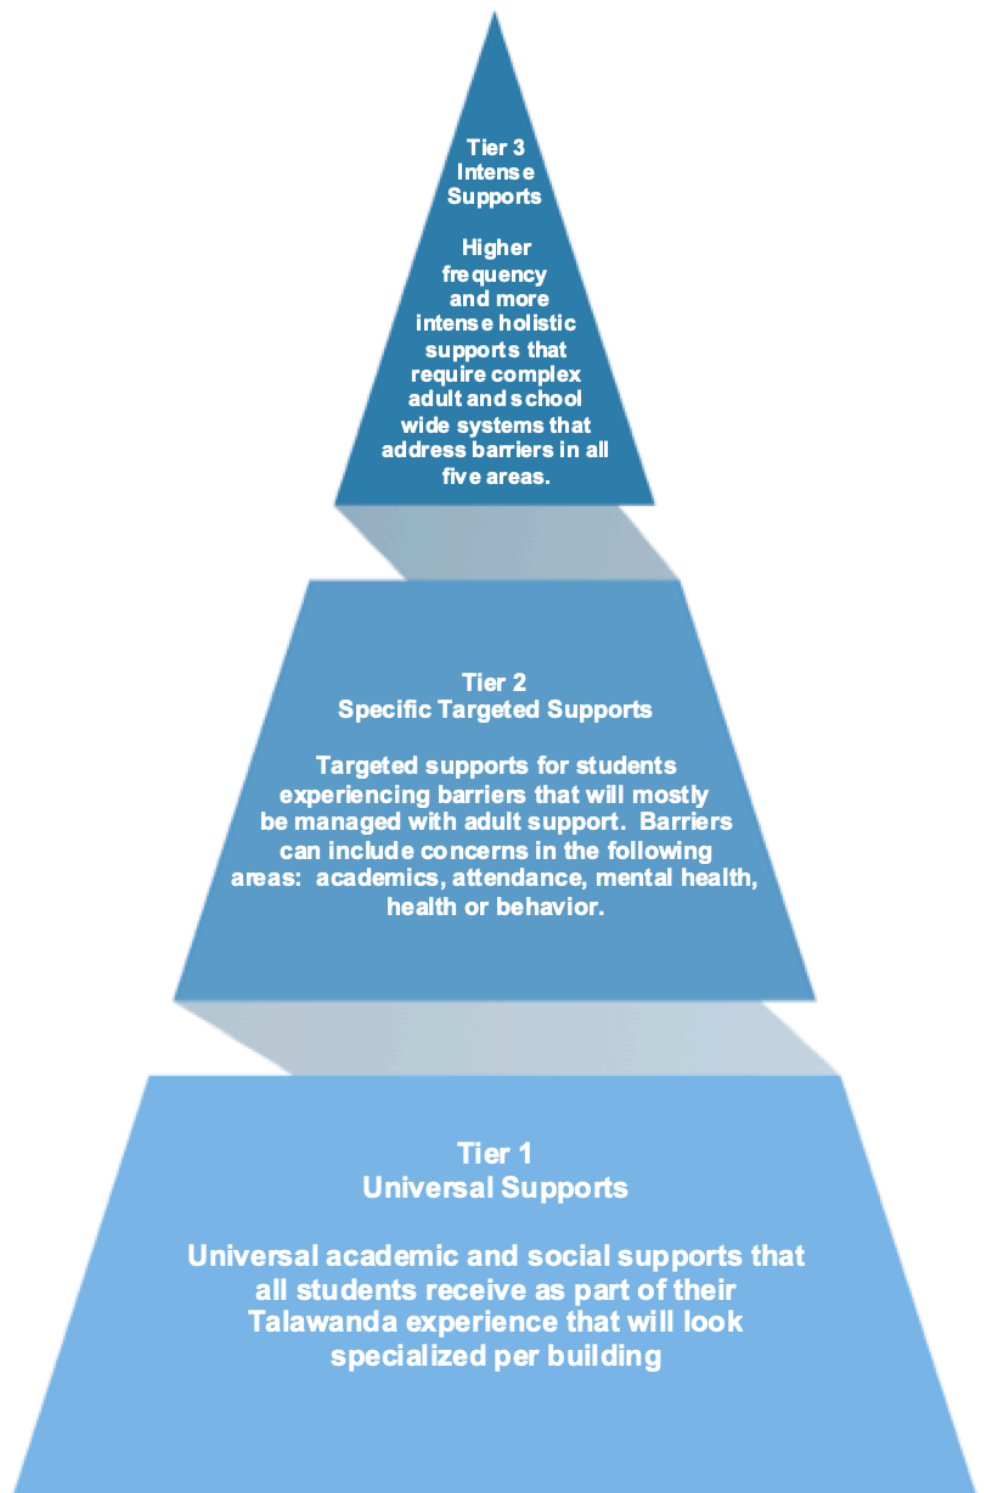 Tier 3
Intense
Supports
Higher
frequency
and more
intense holistic
supports that
require complex
adult and school
wide systems that
address barriers in all
five areas.
Tier 2
Specific Targeted Supports
Targeted supports for students
experiencing barriers that will mostly
be managed with adult support.  Barriers
can include concerns in the following
areas:  academics, attendance, mental health,
health or behavior.
Tier 1
Universal Supports
Universal academic and social supports that
all students receive as part of their
Talawanda experience that will look
specialized per building